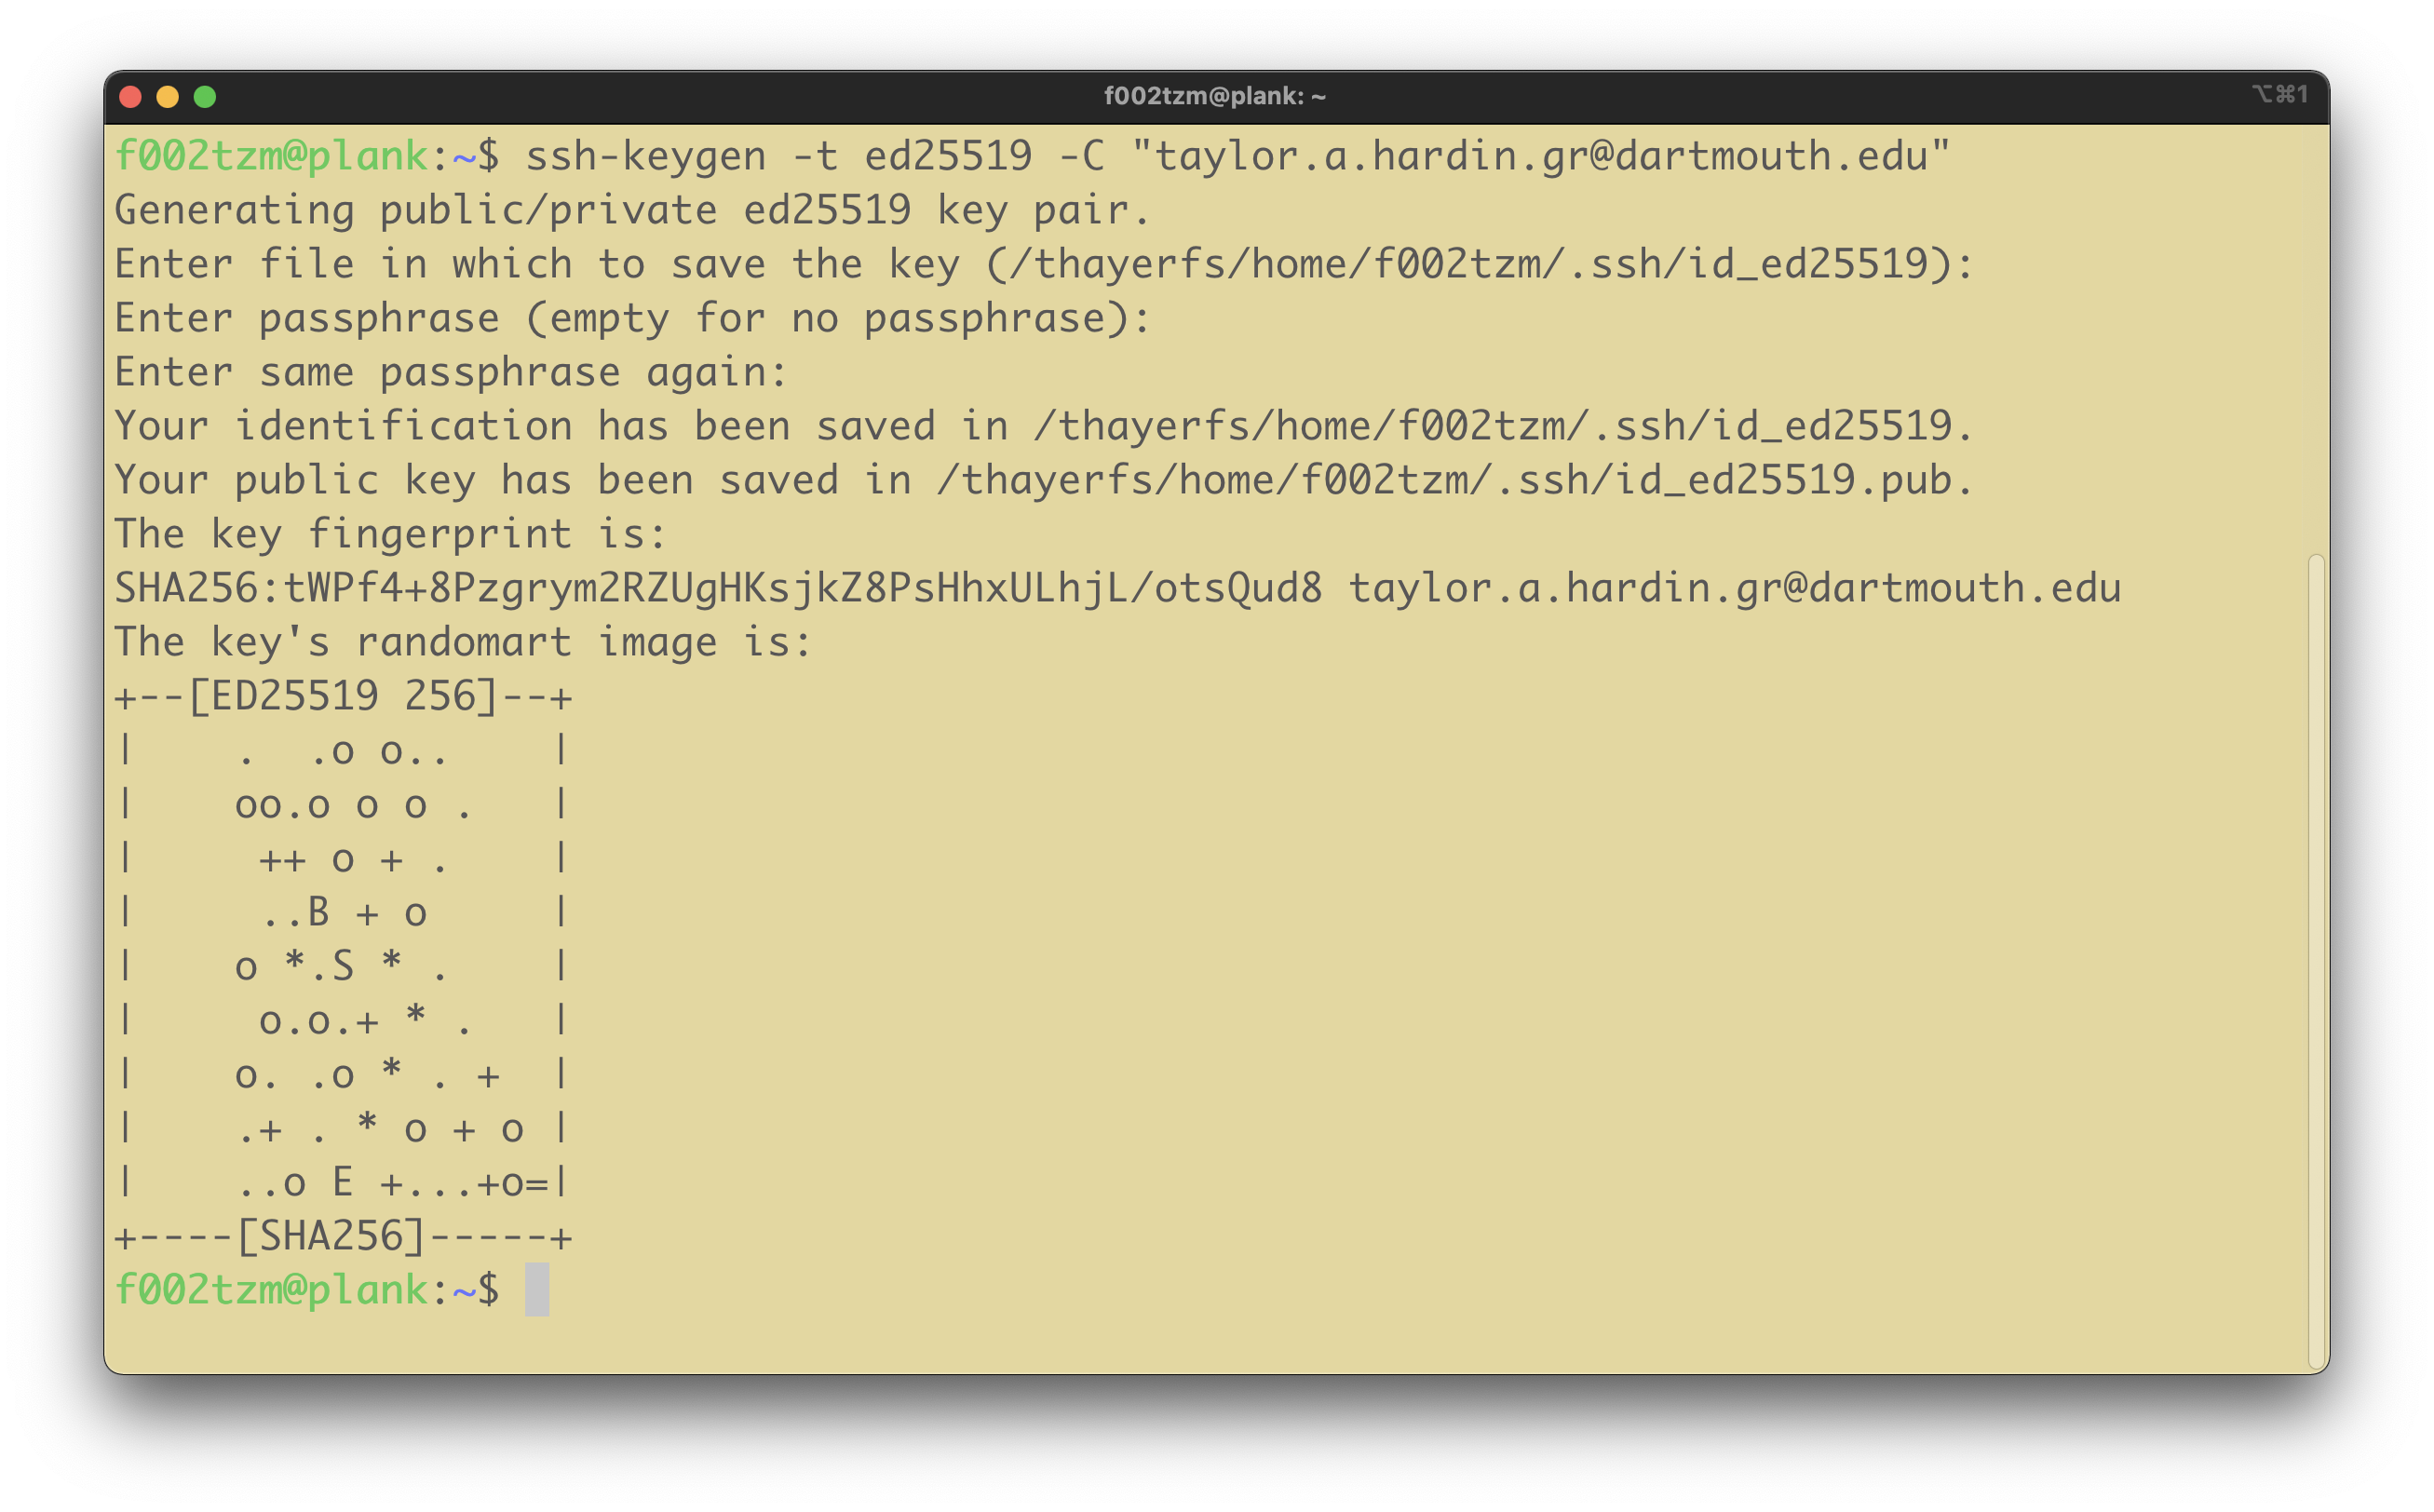 f002tzm@plank: ~
⌥⌘1
f002tzm@plank:~$ ssh-keygen -t ed25519 -C "taylor.a.hardin.gr@dartmouth.edu"
Generating public/private ed25519 key pair.
Enter file in which to save the key (/thayerfs/home/f002tzm/.ssh/id_ed25519):
Enter passphrase (empty for no passphrase):
Enter same passphrase again:
Your identification has been saved in /thayerfs/home/f002tzm/.ssh/id_ed25519.
Your public key has been saved in /thayerfs/home/f002tzm/.ssh/id_ed25519.pub.
The key fingerprint is:
SHA256:tWPf4+8Pzgrym2RZUgHKsjkZ8PsHhxULhjL/otsQud8 taylor.a.hardin.gr@dartmouth.edu
The key's randomart image is:
+--[ED25519 256]--+
|    .  .o o..    |
|    oo.o o o .   |
|     ++ o + .    |
|     ..B + o     |
|    o *.S * .    |
|     o.o.+ * .   |
|    o. .o * . +  |
|    .+ . * o + o |
|    ..o E +...+o=|
+----[SHA256]-----+
f002tzm@plank:~$